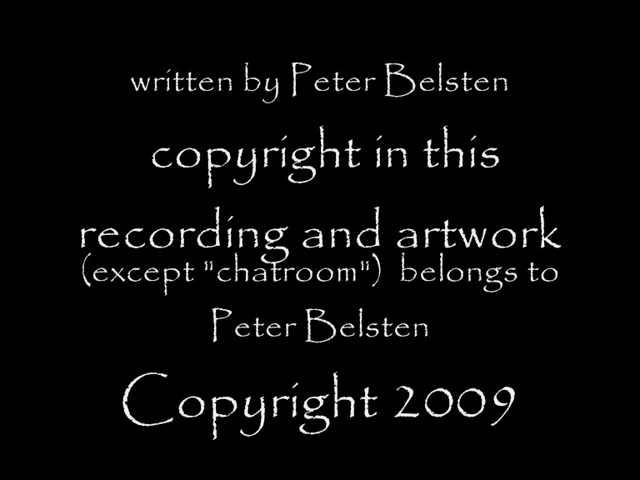 written by Peter Belsten
copyright in this
recording and artwork
(except "chatroom") belongs to
Peter Belsten
Copyright 2009